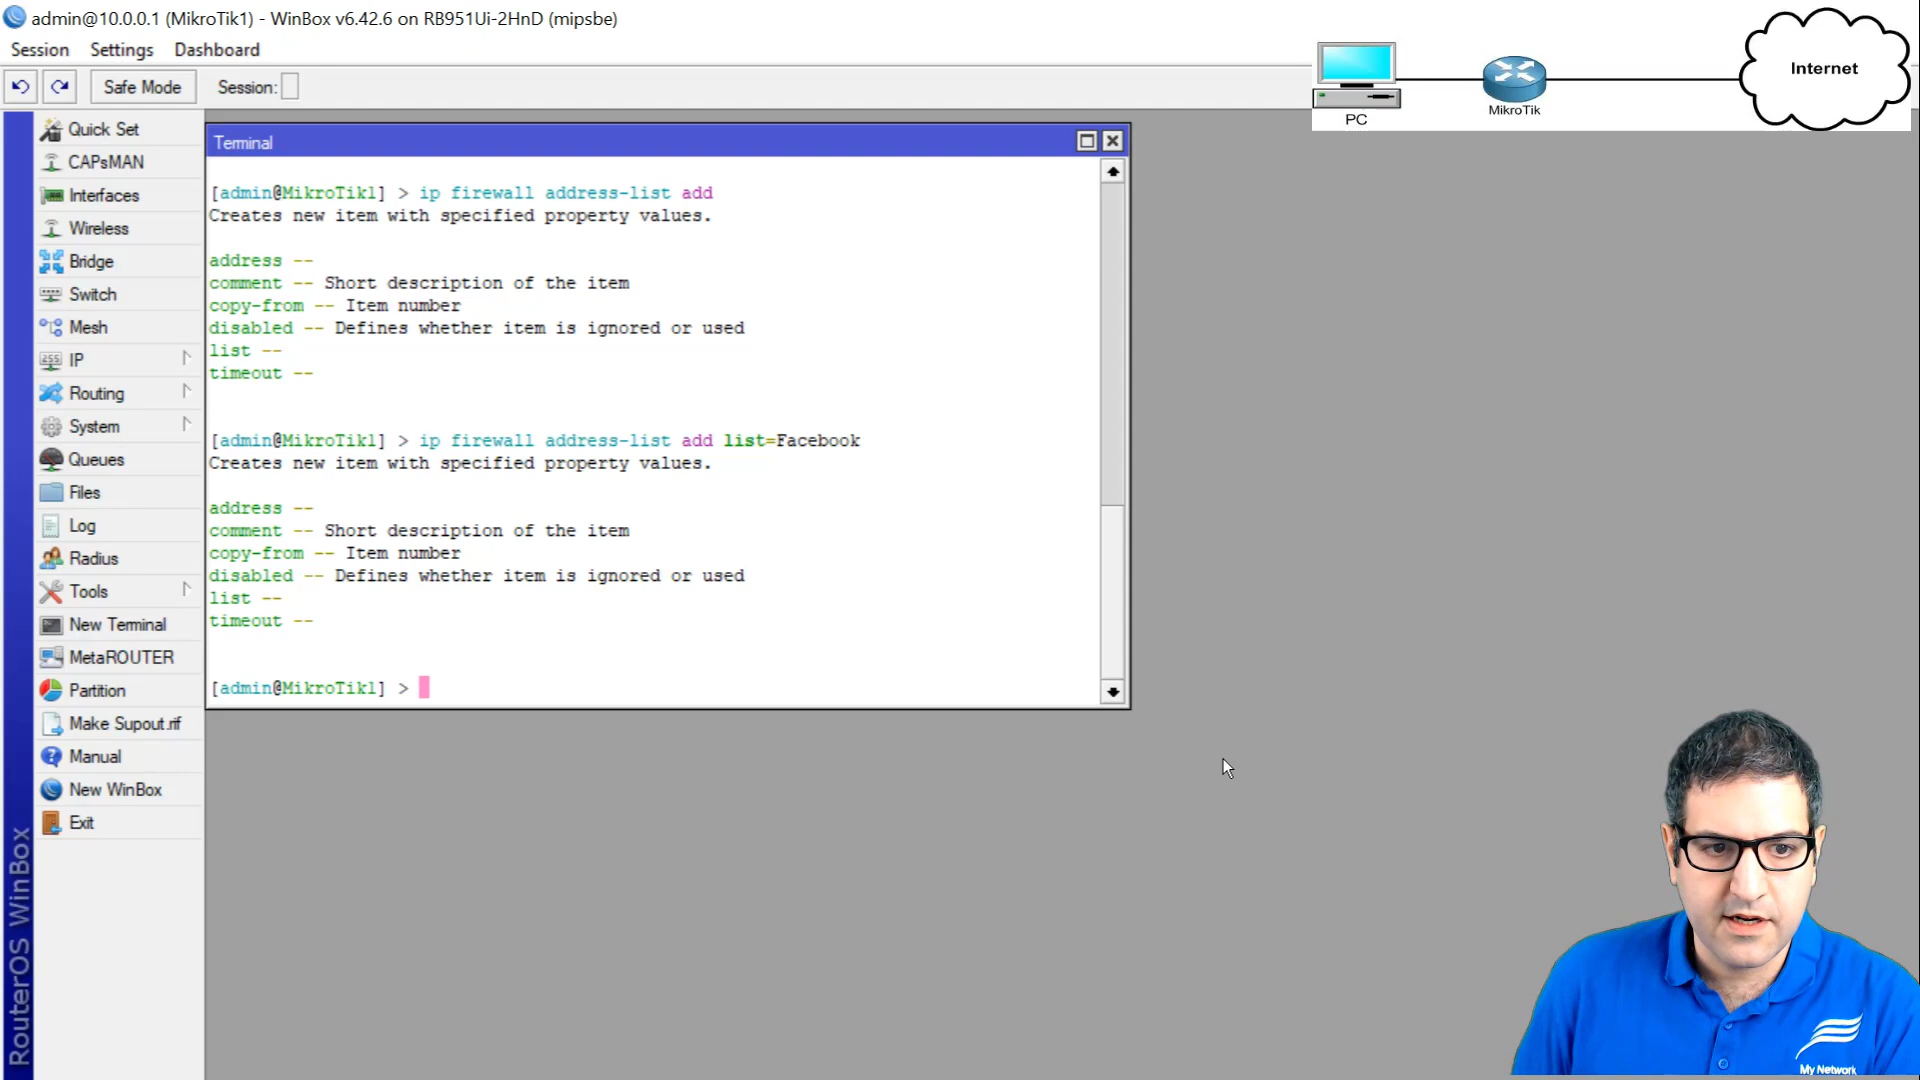 admin@10.0.0.1 (MikroTik1) - WinBox v6.42.6 on RB951Ui-2HnD (mipsbe)
Session Settings Dashboard
Safe Mode Session:
PC
MikroTik
Internet
Quick Set
CAPsMAN
Interfaces
Wireless
Bridge
Switch
Mesh
255 IP
Routing
System
Queues
Files
Log
Radius
Tools
New Terminal
MetaROUTER
Partition
Make Supout.rif
Manual
New WinBox
Exit
RouterOS WinBox
Terminal
[admin@MikroTik1] > ip firewall address-list add
Creates new item with specified property values.
address --
comment -- Short description of the item
copy-from -- Item number
disabled -- Defines whether item is ignored or used
list --
timeout --
[admin@MikroTik1] > ip firewall address-list add list=Facebook
Creates new item with specified property values.
address --
comment -- Short description of the item
copy-from -- Item number
disabled -- Defines whether item is ignored or used
list --
timeout --
[admin@MikroTik1] >
My Network